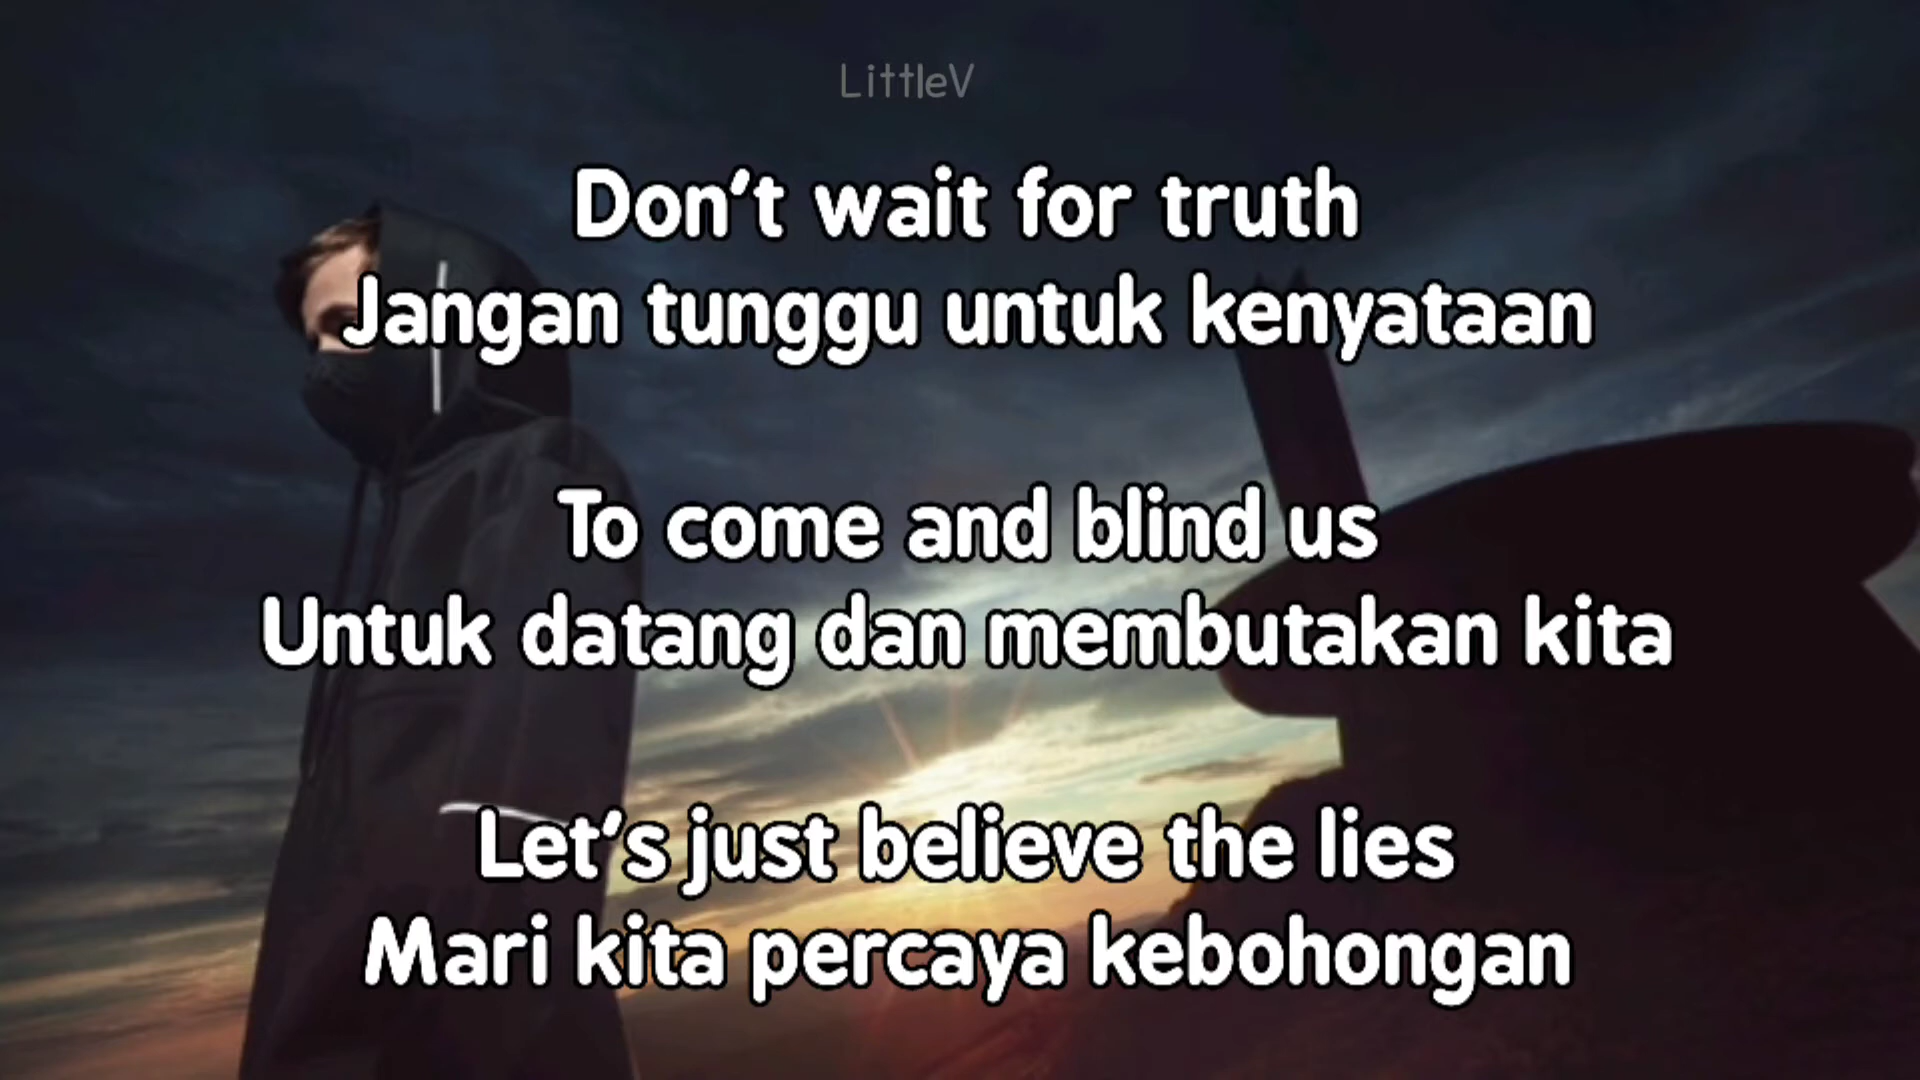 LittleV
Don't wait for truth
Jangan tunggu untuk kenyataan
To come and blind us
Untuk datang dan membutakan kita
Let's just believe the lies
Mari kita percaya kebohongan